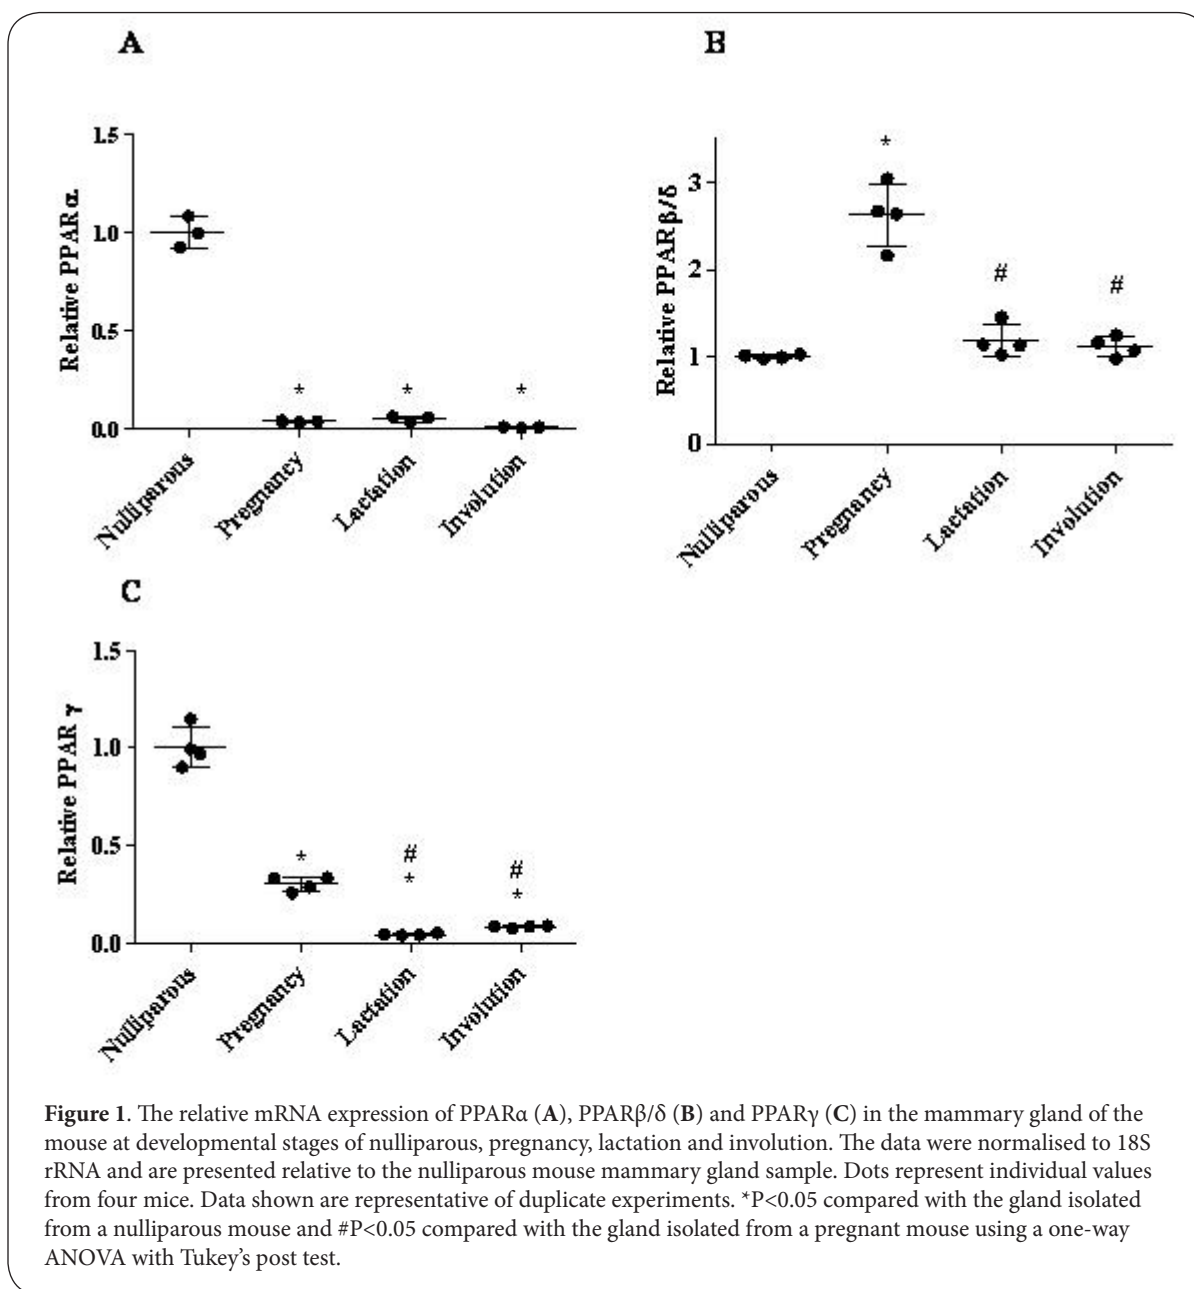 A
Relative PPARα
1.5
1.0
0.5
0.0
*
*
*
Nulliparous
Pregnancy
Lactation
Involution
B
Relative PPARβ/δ
3
2
1
0
*
#
#
Nulliparous
Pregnancy
Lactation
Involution
C
Relative PPAR γ
1.5
1.0
0.5
0.0
*
#
*
#
*
Nulliparous
Pregnancy
Lactation
Involution
Figure 1. The relative mRNA expression of PPARα (A), PPARβ/δ (B) and PPARγ (C) in the mammary gland of the
mouse at developmental stages of nulliparous, pregnancy, lactation and involution. The data were normalised to 18S
rRNA and are presented relative to the nulliparous mouse mammary gland sample. Dots represent individual values
from four mice. Data shown are representative of duplicate experiments. *P<0.05 compared with the gland isolated
from a nulliparous mouse and #P<0.05 compared with the gland isolated from a pregnant mouse using a one-way
ANOVA with Tukey’s post test.